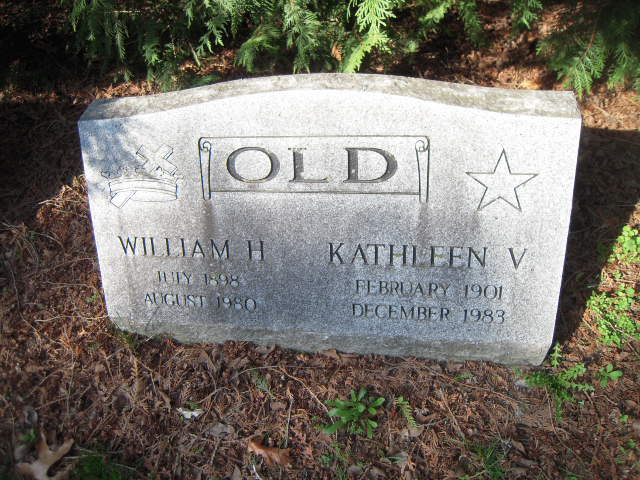 OLD
WILLIAM H
JULY 1898
AUGUST 1980
KATHLEEN V
FEBRUARY 1901
DECEMBER 1983